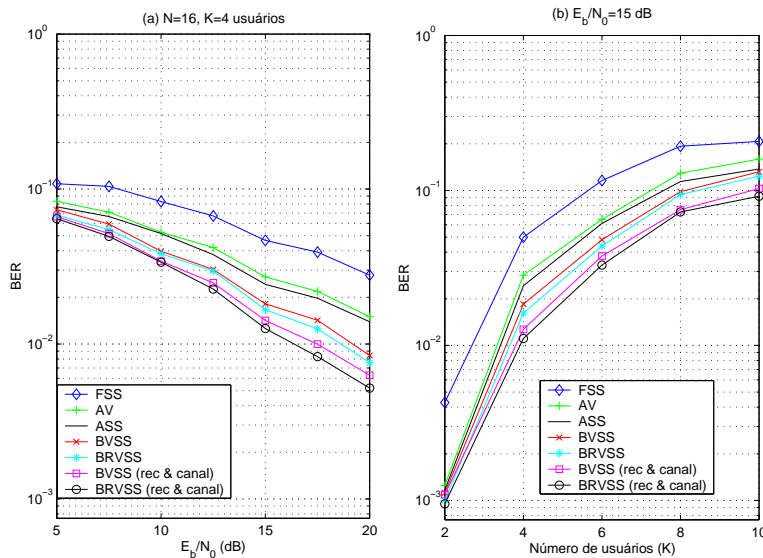 (a) N=16, K=4 usuários
10^0
10^-1
10^-2
10^-3
BER
5
10
15
20
E_b/N_0 (dB)
FSS
AV
ASS
BVSS
BRVSS
BVSS (rec & canal)
BRVSS (rec & canal)
(b) E_b/N_0=15 dB
10^0
10^-1
10^-2
10^-3
BER
2
4
6
8
10
Número de usuários (K)
FSS
AV
ASS
BVSS
BRVSS
BVSS (rec & canal)
BRVSS (rec & canal)